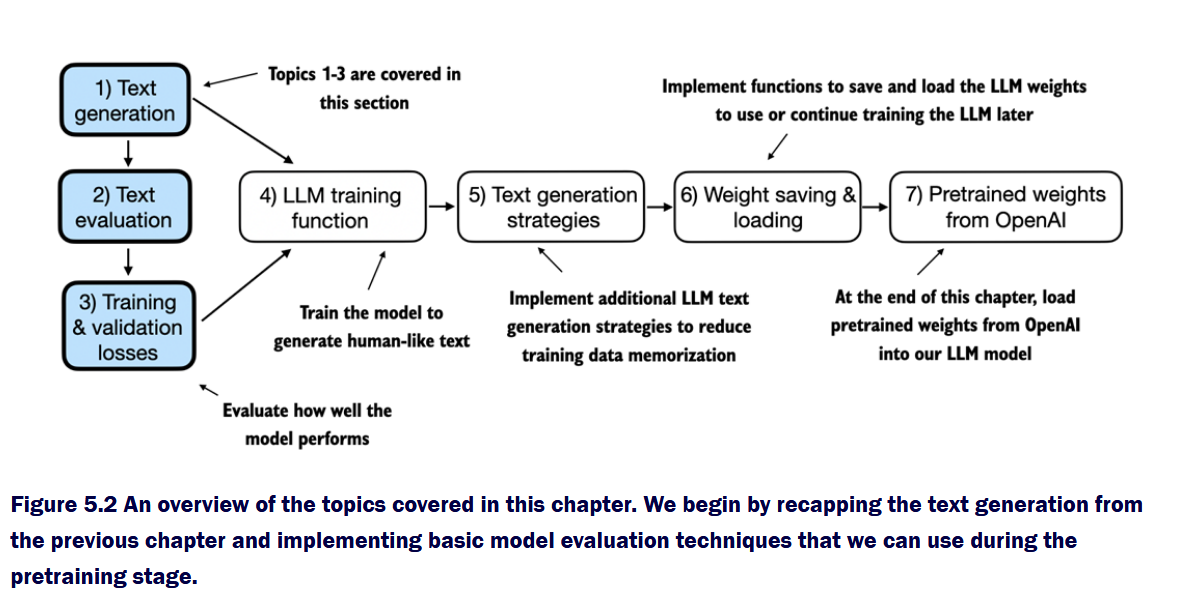 1) Text
generation
Topics 1-3 are covered in
this section
2) Text
evaluation
3) Training
& validation
losses
Evaluate how well the
model performs
4) LLM training
function
Train the model to
generate human-like text
5) Text generation
strategies
Implement additional LLM text
generation strategies to reduce
training data memorization
Implement functions to save and load the LLM weights
to use or continue training the LLM later
6) Weight saving &
loading
7) Pretrained weights
from OpenAI
At the end of this chapter, load
pretrained weights from OpenAI
into our LLM model
Figure 5.2 An overview of the topics covered in this chapter. We begin by recapping the text generation from
the previous chapter and implementing basic model evaluation techniques that we can use during the
pretraining stage.